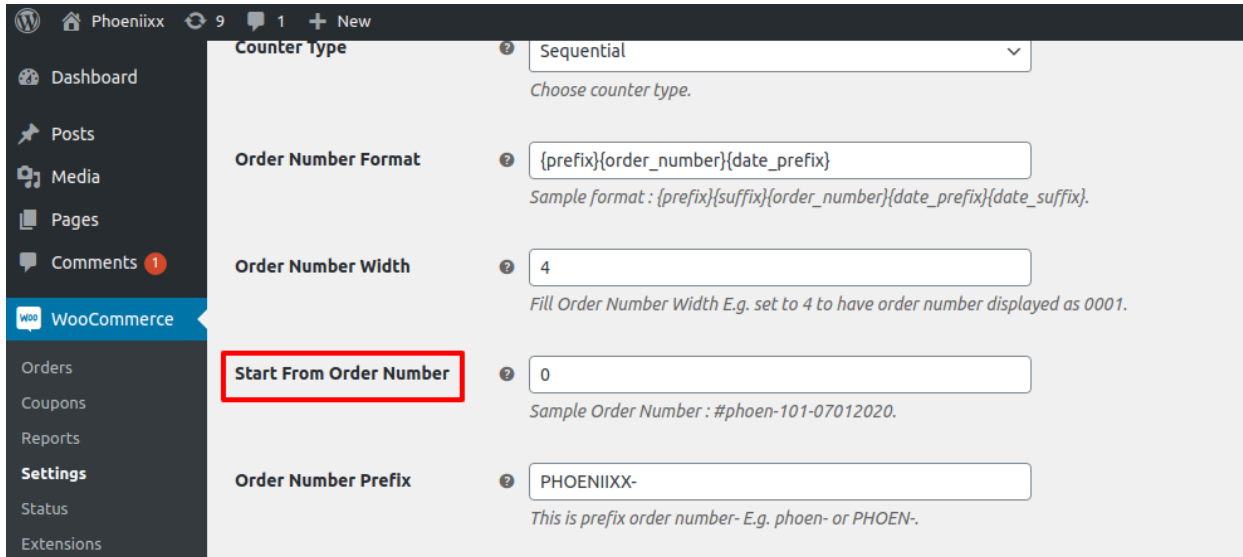 Phoeniixx 9 1 + New
Counter Type
Sequential
Choose counter type.
Dashboard
Posts
Media
Pages
Comments 1
WooCommerce
Orders
Coupons
Reports
Settings
Status
Extensions
Order Number Format
{prefix}{order_number}{date_prefix}
Sample format : {prefix}{suffix}{order_number}{date_prefix}{date_suffix}.
Order Number Width
4
Fill Order Number Width E.g. set to 4 to have order number displayed as 0001.
Start From Order Number
0
Sample Order Number : #phoen-101-07012020.
Order Number Prefix
PHOENIIXX-
This is prefix order number- E.g. phoen- or PHOEN-.